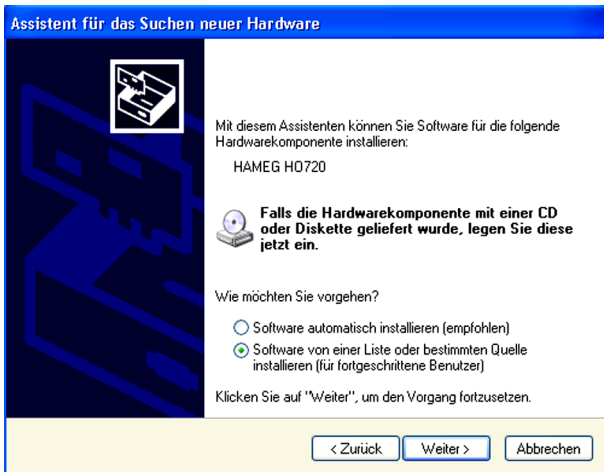 Assistent für das Suchen neuer Hardware
Mit diesem Assistenten können Sie Software für die folgende
Hardwarekomponente installieren:
HAMEG HO720
Falls die Hardwarekomponente mit einer CD
oder Diskette geliefert wurde, legen Sie diese
jetzt ein.
Wie möchten Sie vorgehen?
Software automatisch installieren (empfohlen)
Software von einer Liste oder bestimmten Quelle
installieren (für fortgeschrittene Benutzer)
Klicken Sie auf "Weiter", um den Vorgang fortzusetzen.
< Zurück Weiter > Abbrechen